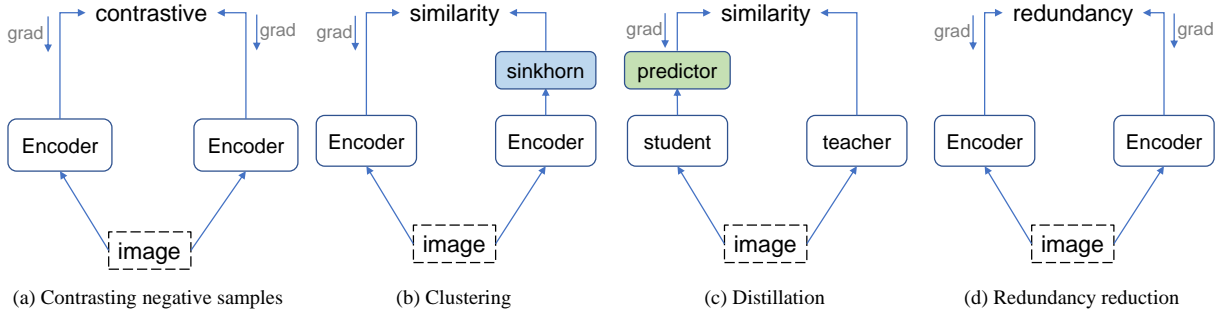 contrastive
grad
grad
Encoder
Encoder
image
(a) Contrasting negative samples
similarity
grad
sinkhorn
Encoder
Encoder
image
(b) Clustering
similarity
grad
predictor
student
teacher
image
(c) Distillation
redundancy
grad
grad
Encoder
Encoder
image
(d) Redundancy reduction